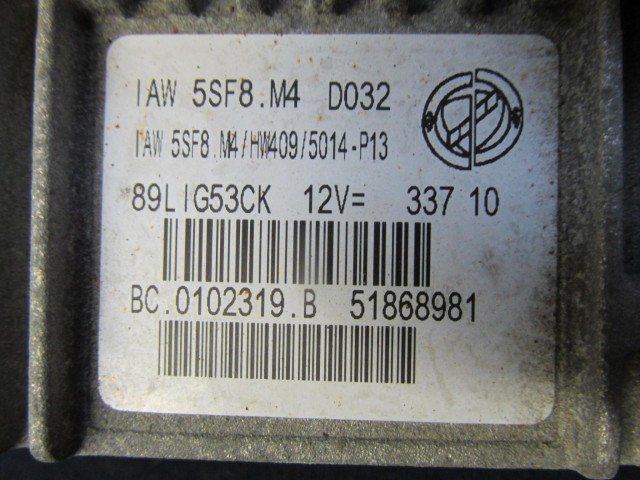 IAW 5SF8.M4 D032
IAW 5SF8.M4/HW409/5014-P13
89LIG53CK 12V= 337 10
BC.0102319.B 51868981